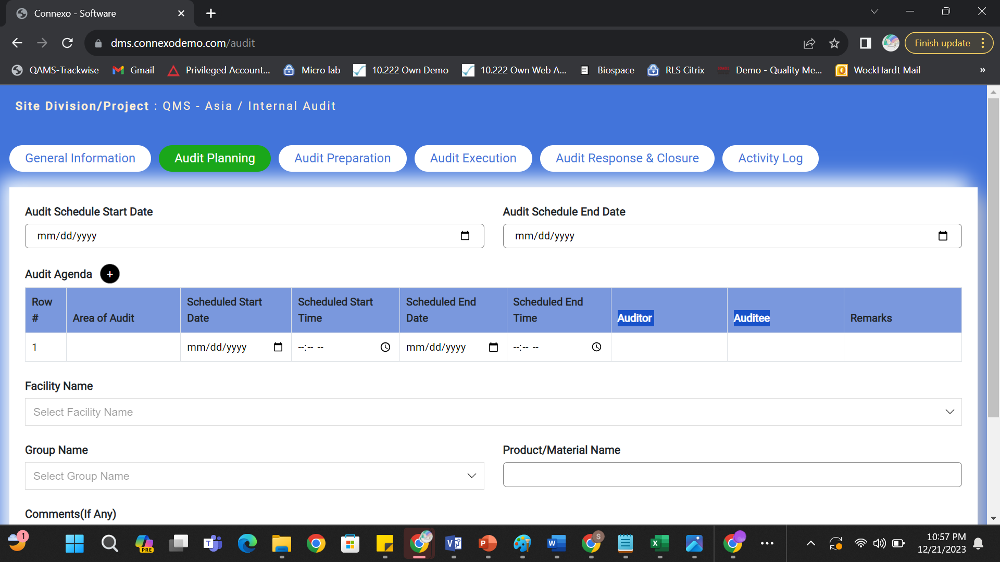 Connexo - Software
dms.connexodemo.com/audit
Finish update
QAMS-Trackwise
Gmail
Privileged Account...
Micro lab
10.222 Own Demo
10.222 Own Web A...
Biospace
RLS Citrix
Demo - Quality Me...
WockHardt Mail
»
Site Division/Project : QMS - Asia / Internal Audit
General Information
Audit Planning
Audit Preparation
Audit Execution
Audit Response & Closure
Activity Log
Audit Schedule Start Date
Audit Schedule End Date
mm/dd/yyyy
mm/dd/yyyy
Audit Agenda +
Row #
Area of Audit
Scheduled Start Date
Scheduled Start Time
Scheduled End Date
Scheduled End Time
Auditor
Auditee
Remarks
1
mm/dd/yyyy
--:-- --
mm/dd/yyyy
--:-- --
Facility Name
Select Facility Name
Group Name
Product/Material Name
Select Group Name
Comments(If Any)
1
PRE
T
V
P
W
S
X
10:57 PM
12/21/2023